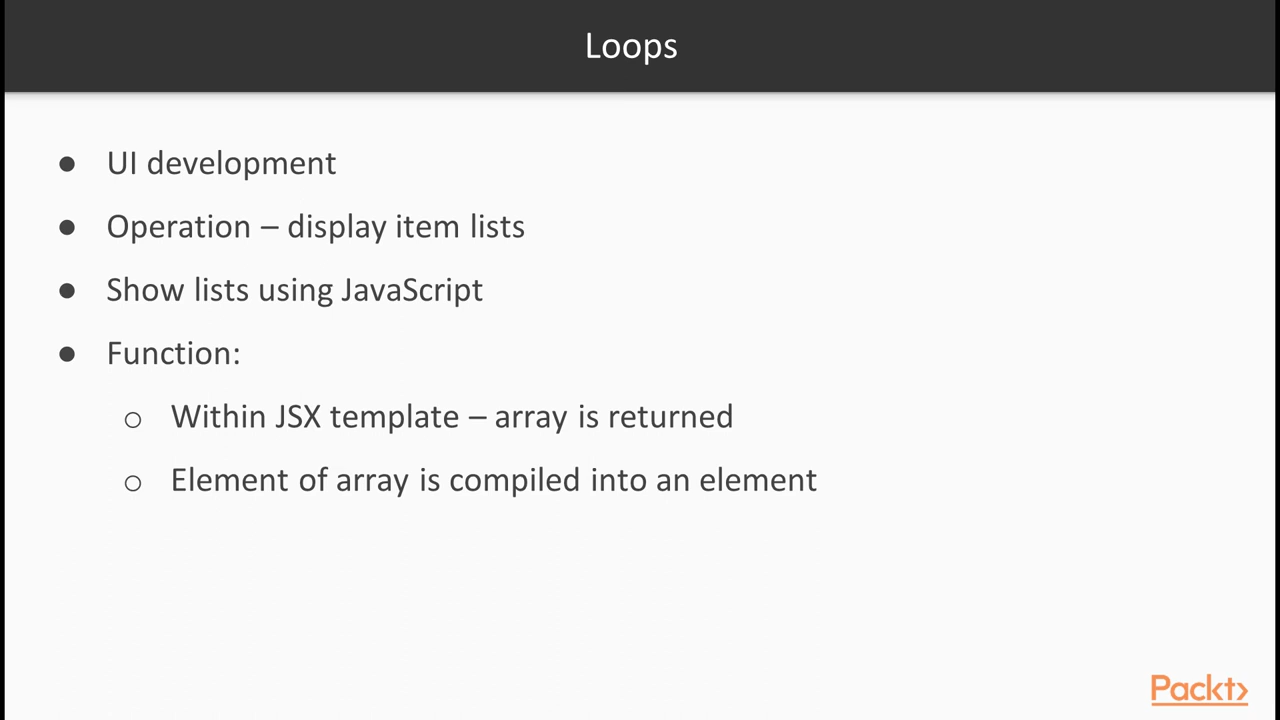 Loops
● UI development
● Operation – display item lists
● Show lists using JavaScript
● Function:
○ Within JSX template – array is returned
○ Element of array is compiled into an element
Packt>